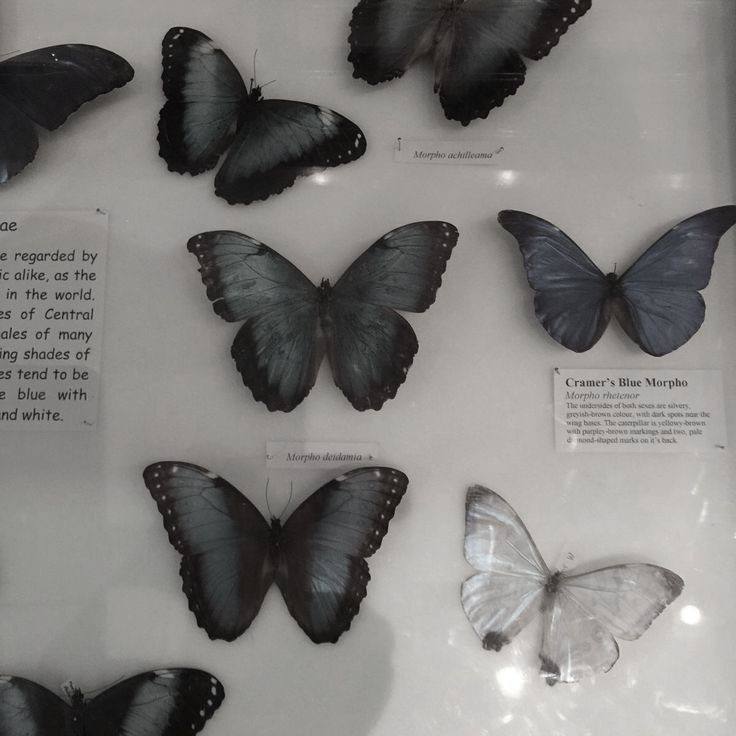 Morpho achilleama
ae
e regarded by
ic alike, as the
in the world.
es of Central
ales of many
ing shades of
es tend to be
e blue with
nd white.
Cramer's Blue Morpho
Morpho rhetenor
The undersides of both sexes are silvery,
greyish-brown colour, with dark spots near the
wing bases. The caterpillar is yellowy-brown
with purpley-brown markings and two, pale
diamond-shaped marks on it's back.
Morpho deidamia